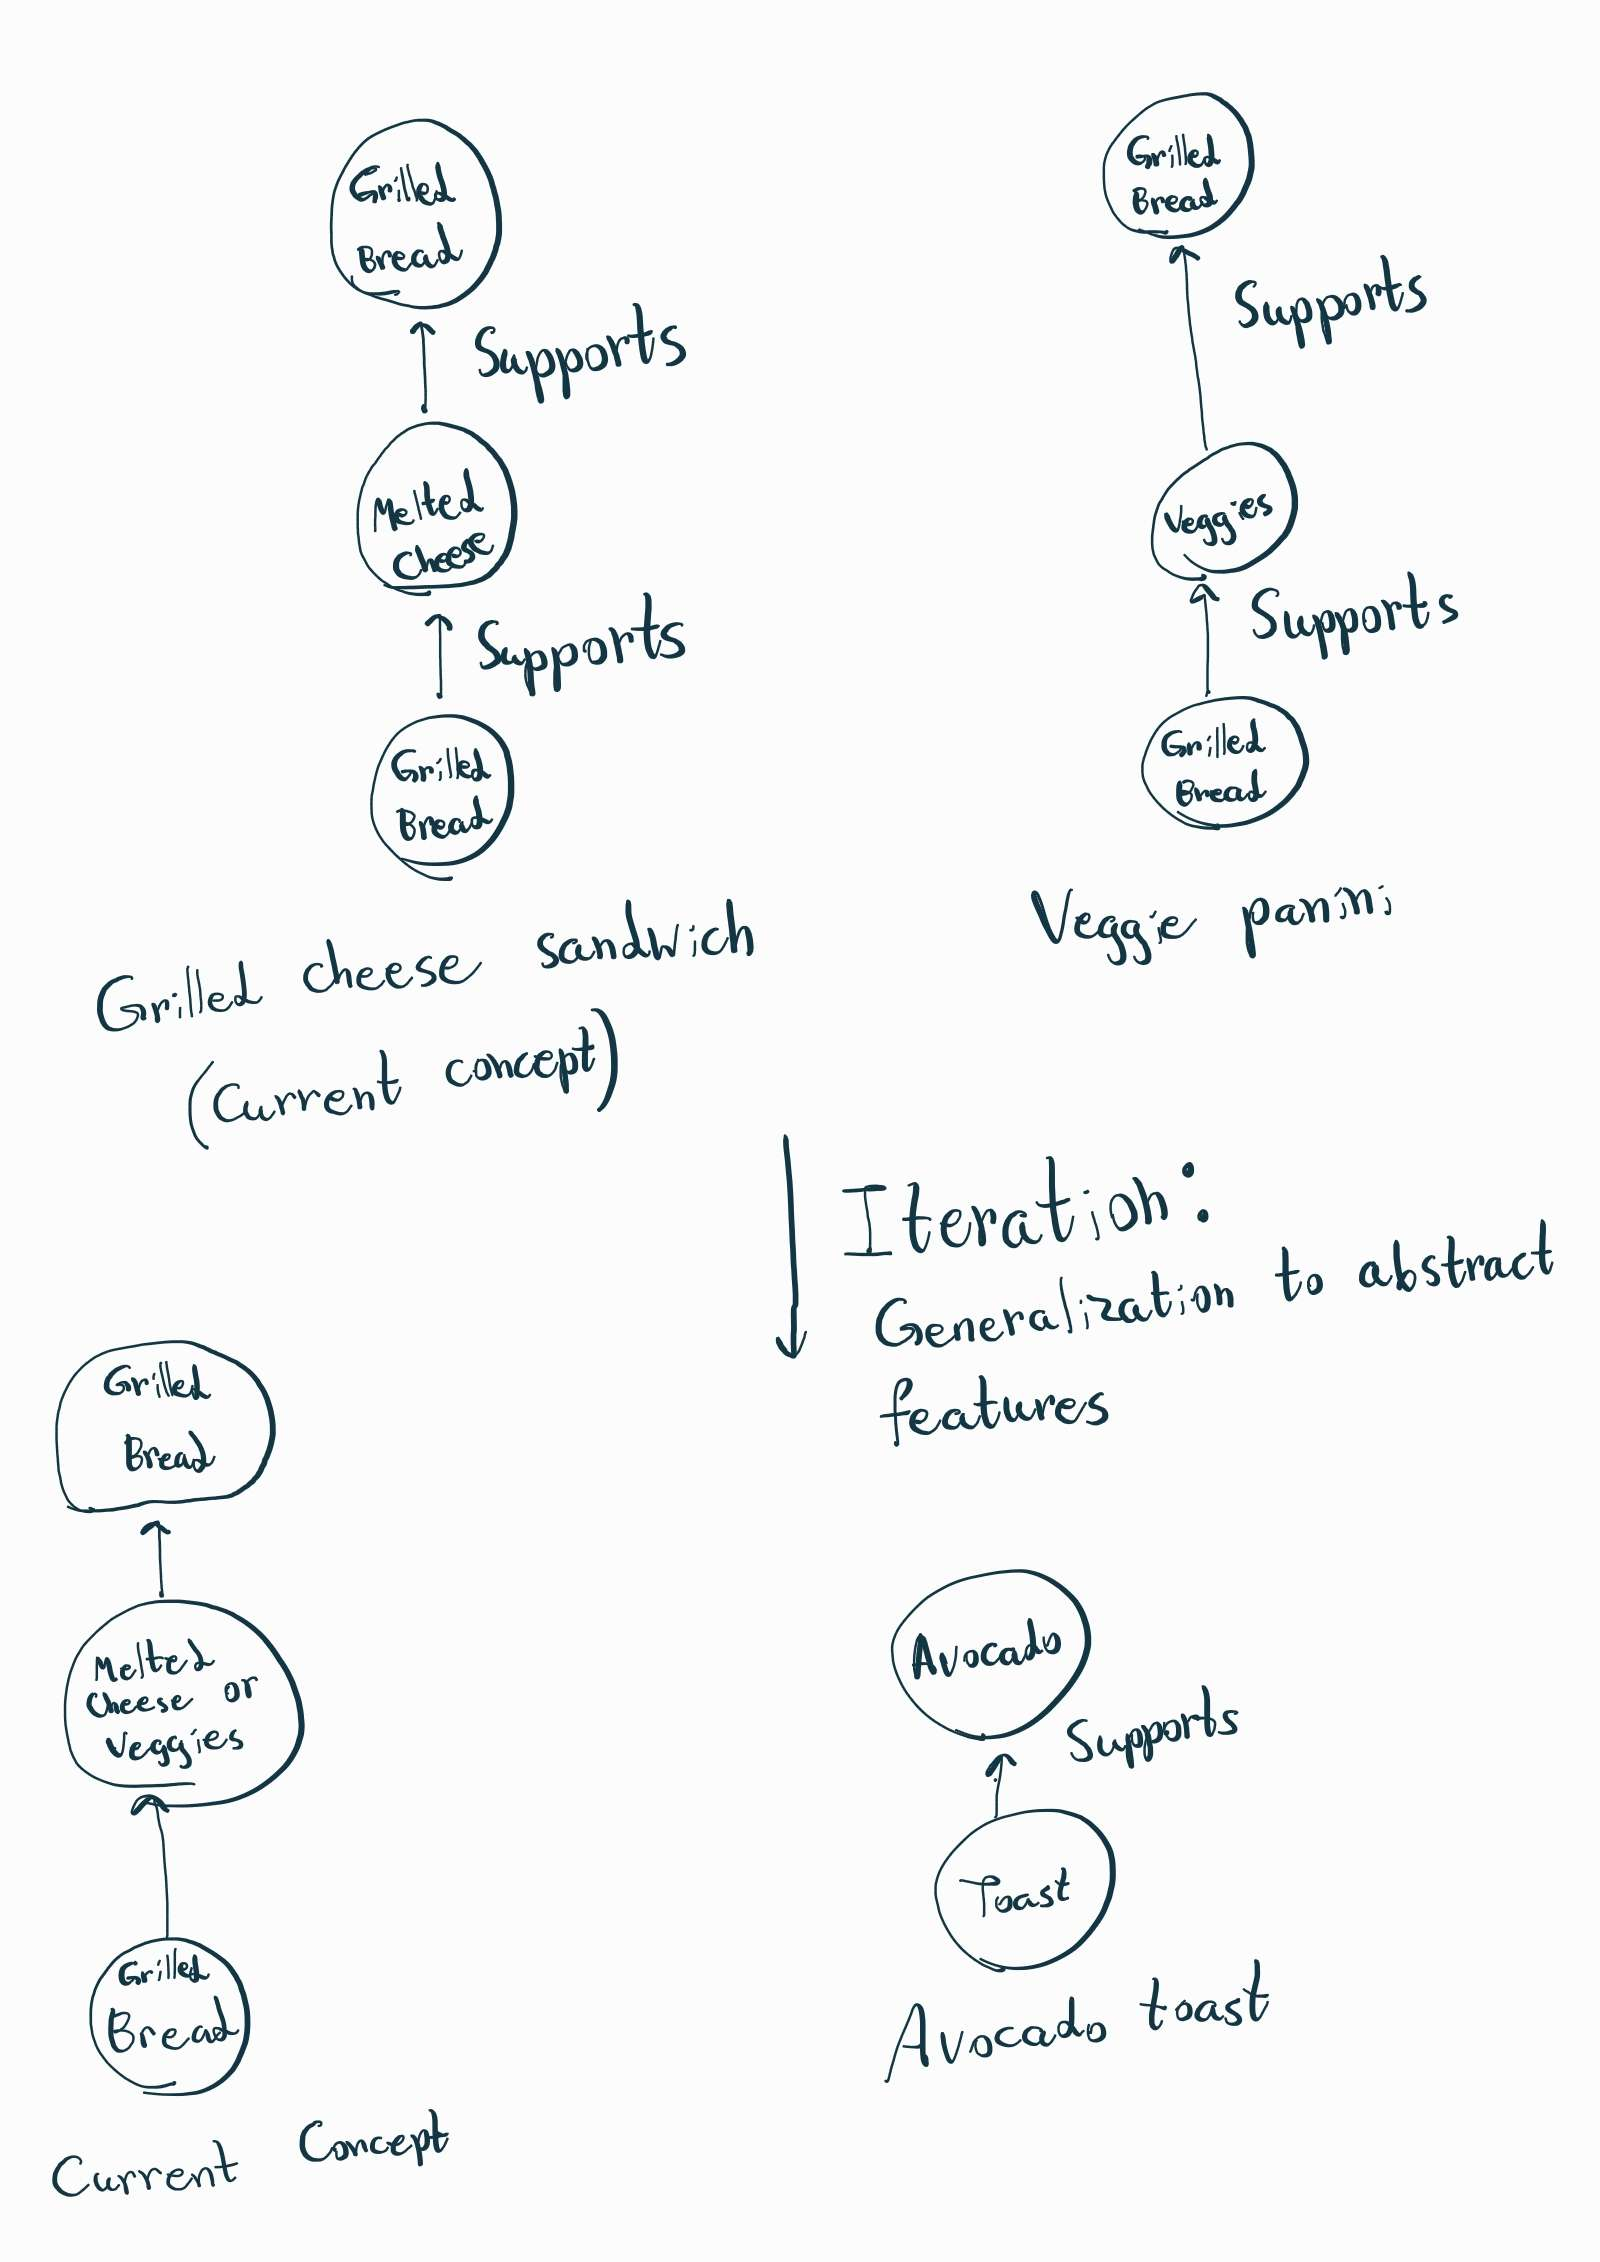 Grilled
Bread
Supports
Melted
Cheese
Supports
Grilled
Bread
Grilled cheese sandwich
(Current concept)
Grilled
Bread
Supports
Veggies
Supports
Grilled
Bread
Veggie panini
Iteration:
Generalization to abstract
features
Grilled
Bread
Melted
Cheese or
Veggies
Grilled
Bread
Current Concept
Avocado
Supports
Toast
Avocado toast